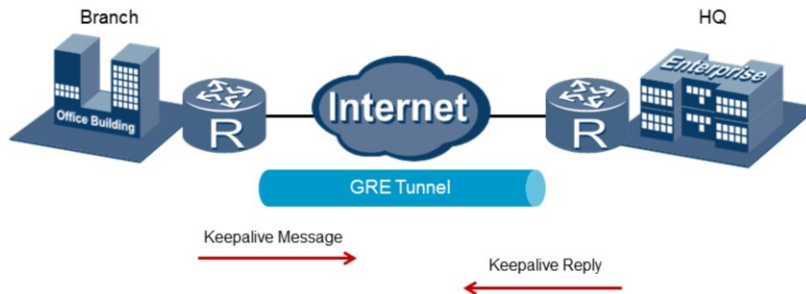 Branch
HQ
Office Building
R
Internet
R
Enterprise
GRE Tunnel
Keepalive Message
Keepalive Reply